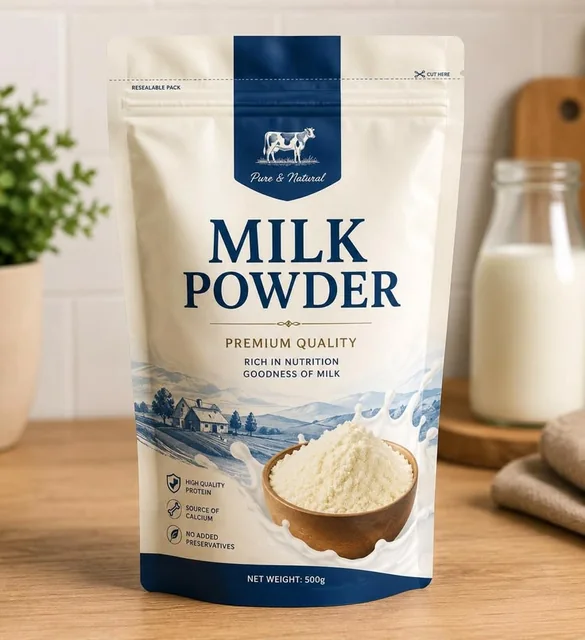 CUT HERE
RESEALABLE PACK
Pure & Natural
MILK
POWDER
PREMIUM QUALITY
RICH IN NUTRITION
GOODNESS OF MILK
HIGH QUALITY
PROTEIN
SOURCE OF
CALCIUM
NO ADDED
PRESERVATIVES
NET WEIGHT: 500g